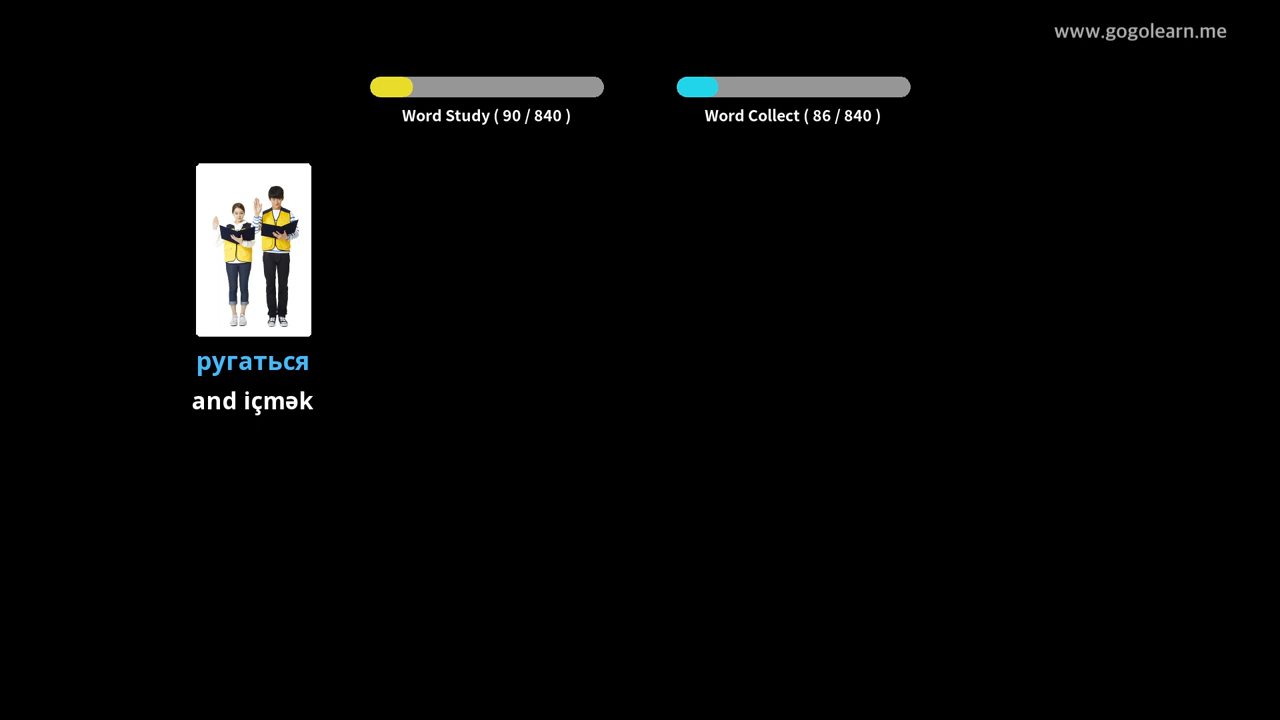 www.gogolearn.me
Word Study ( 90 / 840 )
Word Collect ( 86 / 840 )
ругаться
and içmək